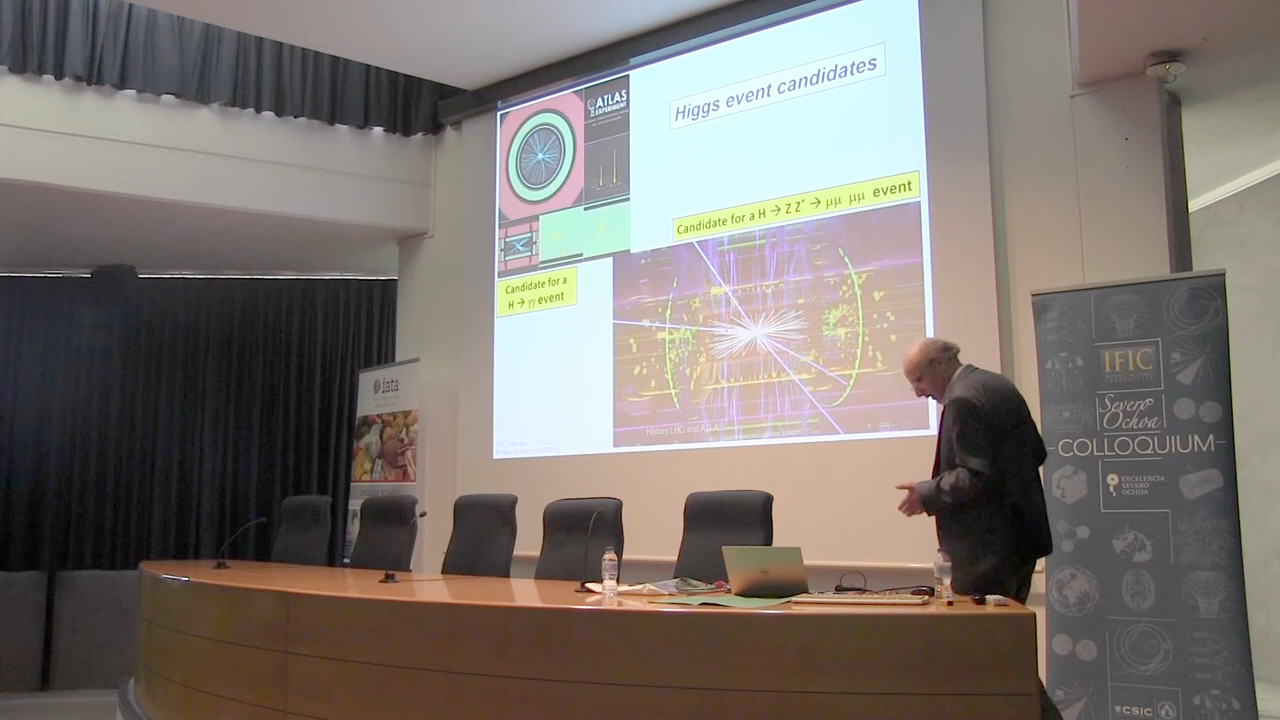 ATLAS
EXPERIMENT
Higgs event candidates
Candidate for a H → Z Z* → μμ μμ event
Candidate for a
H → γγ event
History LHC and ATLAS
iata
IFIC
Severo
Ochoa
COLLOQUIUM
EXCELENCIA
SEVERO
OCHOA
CSIC